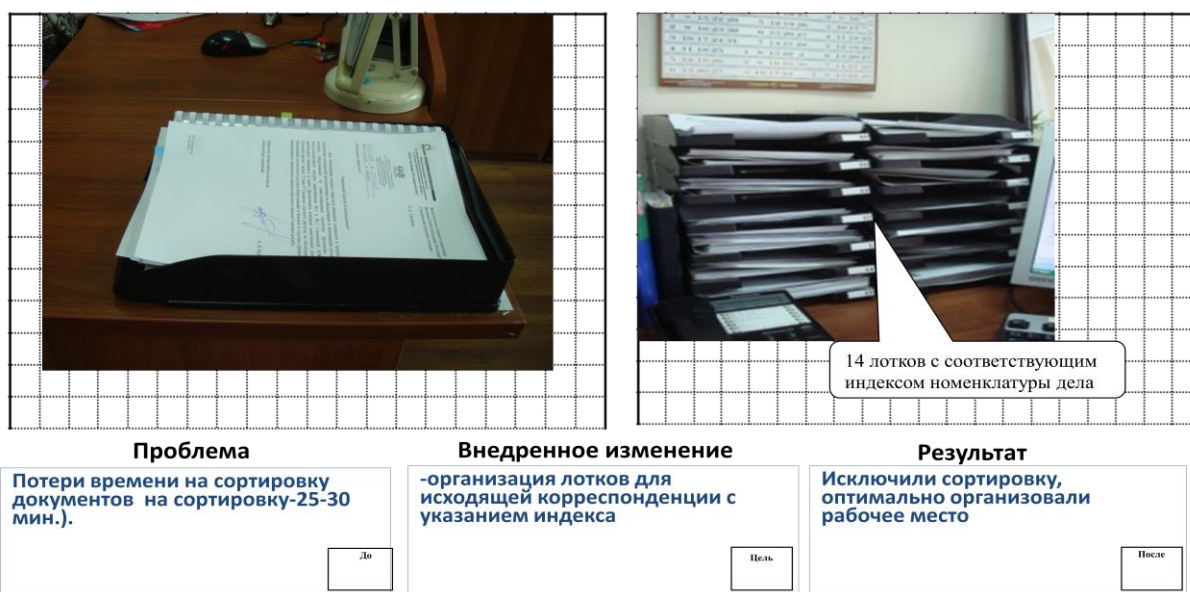 14 лотков с соответствующим
индексом номенклатуры дела
Проблема
Потери времени на сортировку
документов на сортировку-25-30
мин.).
До
Внедренное изменение
-организация лотков для
исходящей корреспонденции с
указанием индекса
Цель
Результат
Исключили сортировку,
оптимально организовали
рабочее место
После